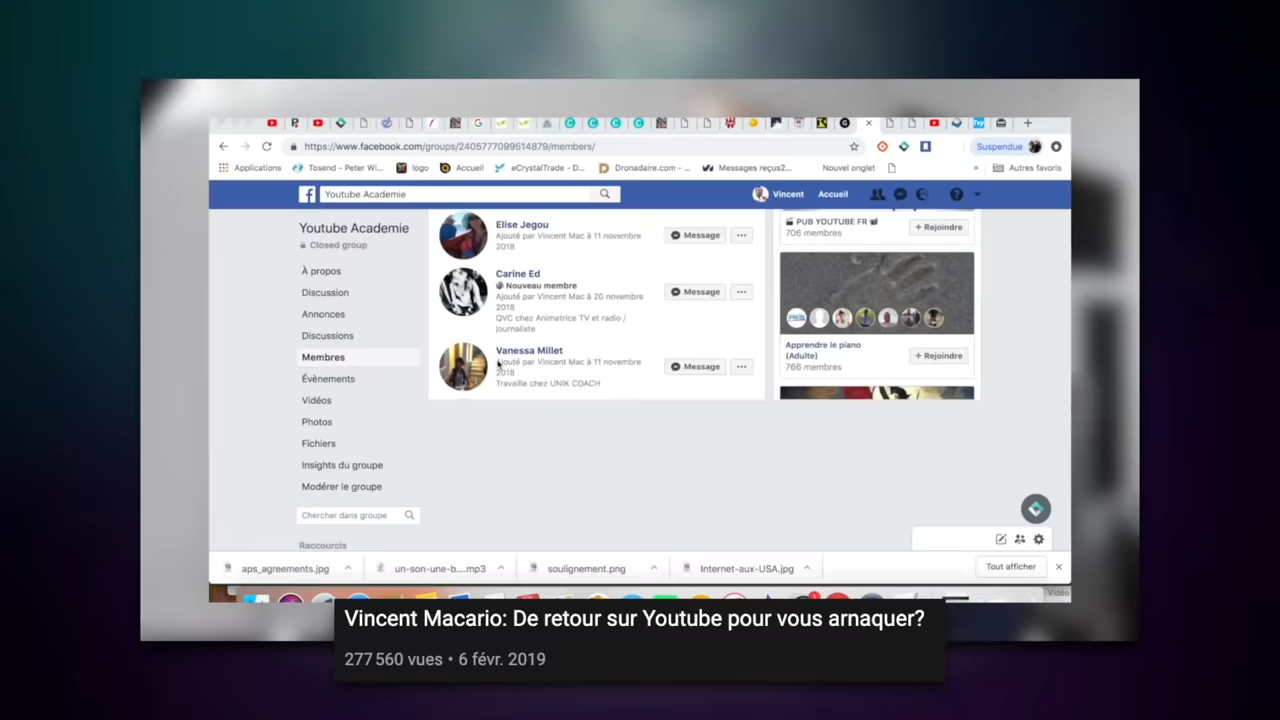 https://www.facebook.com/groups/2405777099514879/members/
Suspendue
Applications
Tosend - Peter Wi...
logo
Accueil
eCrystalTrade - D...
Dronadaire.com - ...
Messages reçus2...
Nouvel onglet
»
Autres favoris
Youtube Academie
Vincent
Accueil
Youtube Academie
Closed group
À propos
Discussion
Annonces
Discussions
Membres
Évènements
Vidéos
Photos
Fichiers
Insights du groupe
Modérer le groupe
Chercher dans groupe
Raccourcis
Elise Jegou
Ajouté par Vincent Mac à 11 novembre
2018
Message
Carine Ed
Nouveau membre
Ajouté par Vincent Mac à 20 novembre
2018
QVC chez Animatrice TV et radio /
journaliste
Message
Vanessa Millet
Ajouté par Vincent Mac à 11 novembre
2018
Travaille chez UNIK COACH
Message
PUB YOUTUBE FR
706 membres
+ Rejoindre
Apprendre le piano
(Adulte)
766 membres
+ Rejoindre
aps_agreements.jpg
un-son-une-b....mp3
soulignement.png
Internet-aux-USA.jpg
Tout afficher
Vidéo
Vincent Macario: De retour sur Youtube pour vous arnaquer?
277 560 vues • 6 févr. 2019